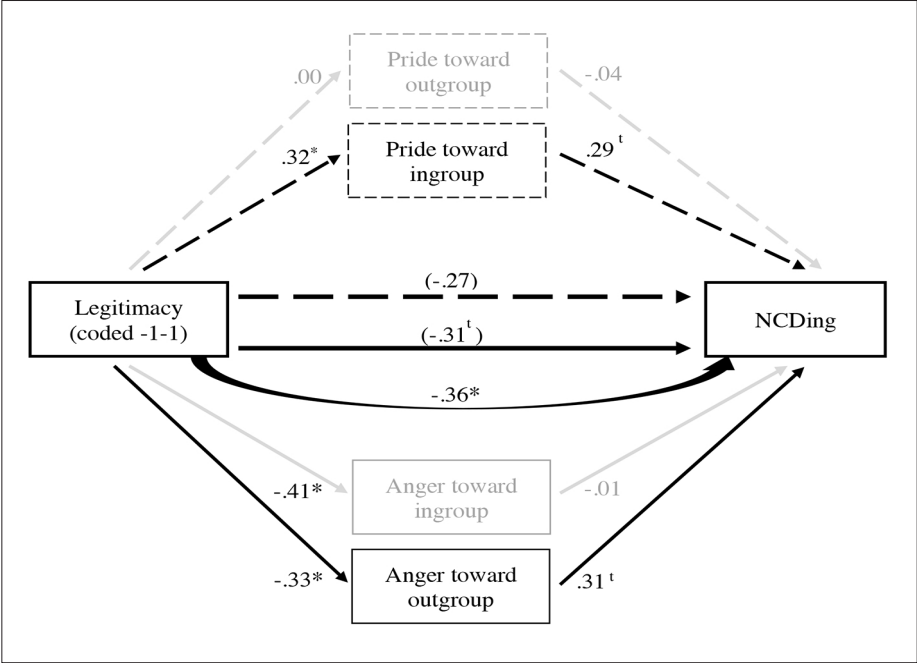 Pride toward
outgroup
.00
-.04
Pride toward
ingroup
.32*
.29 t
(-.27)
Legitimacy
(coded -1-1)
NCDing
(-.31t)
-.36*
Anger toward
ingroup
-.41*
-.01
Anger toward
outgroup
-.33*
.31 t